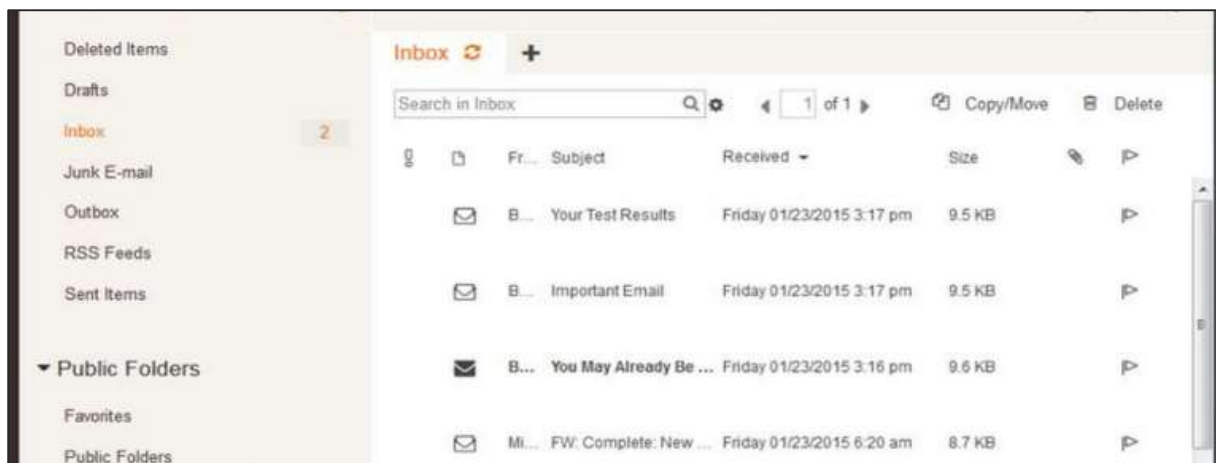 Deleted Items
Drafts
Inbox 2
Junk E-mail
Outbox
RSS Feeds
Sent Items
Public Folders
Favorites
Public Folders
Inbox
Search in Inbox 1 of 1 Copy/Move Delete
Fr... Subject Received Size
B... Your Test Results Friday 01/23/2015 3:17 pm 9.5 KB
B... Important Email Friday 01/23/2015 3:17 pm 9.5 KB
B... You May Already Be ... Friday 01/23/2015 3:16 pm 9.6 KB
Mi... FW: Complete: New ... Friday 01/23/2015 6:20 am 8.7 KB